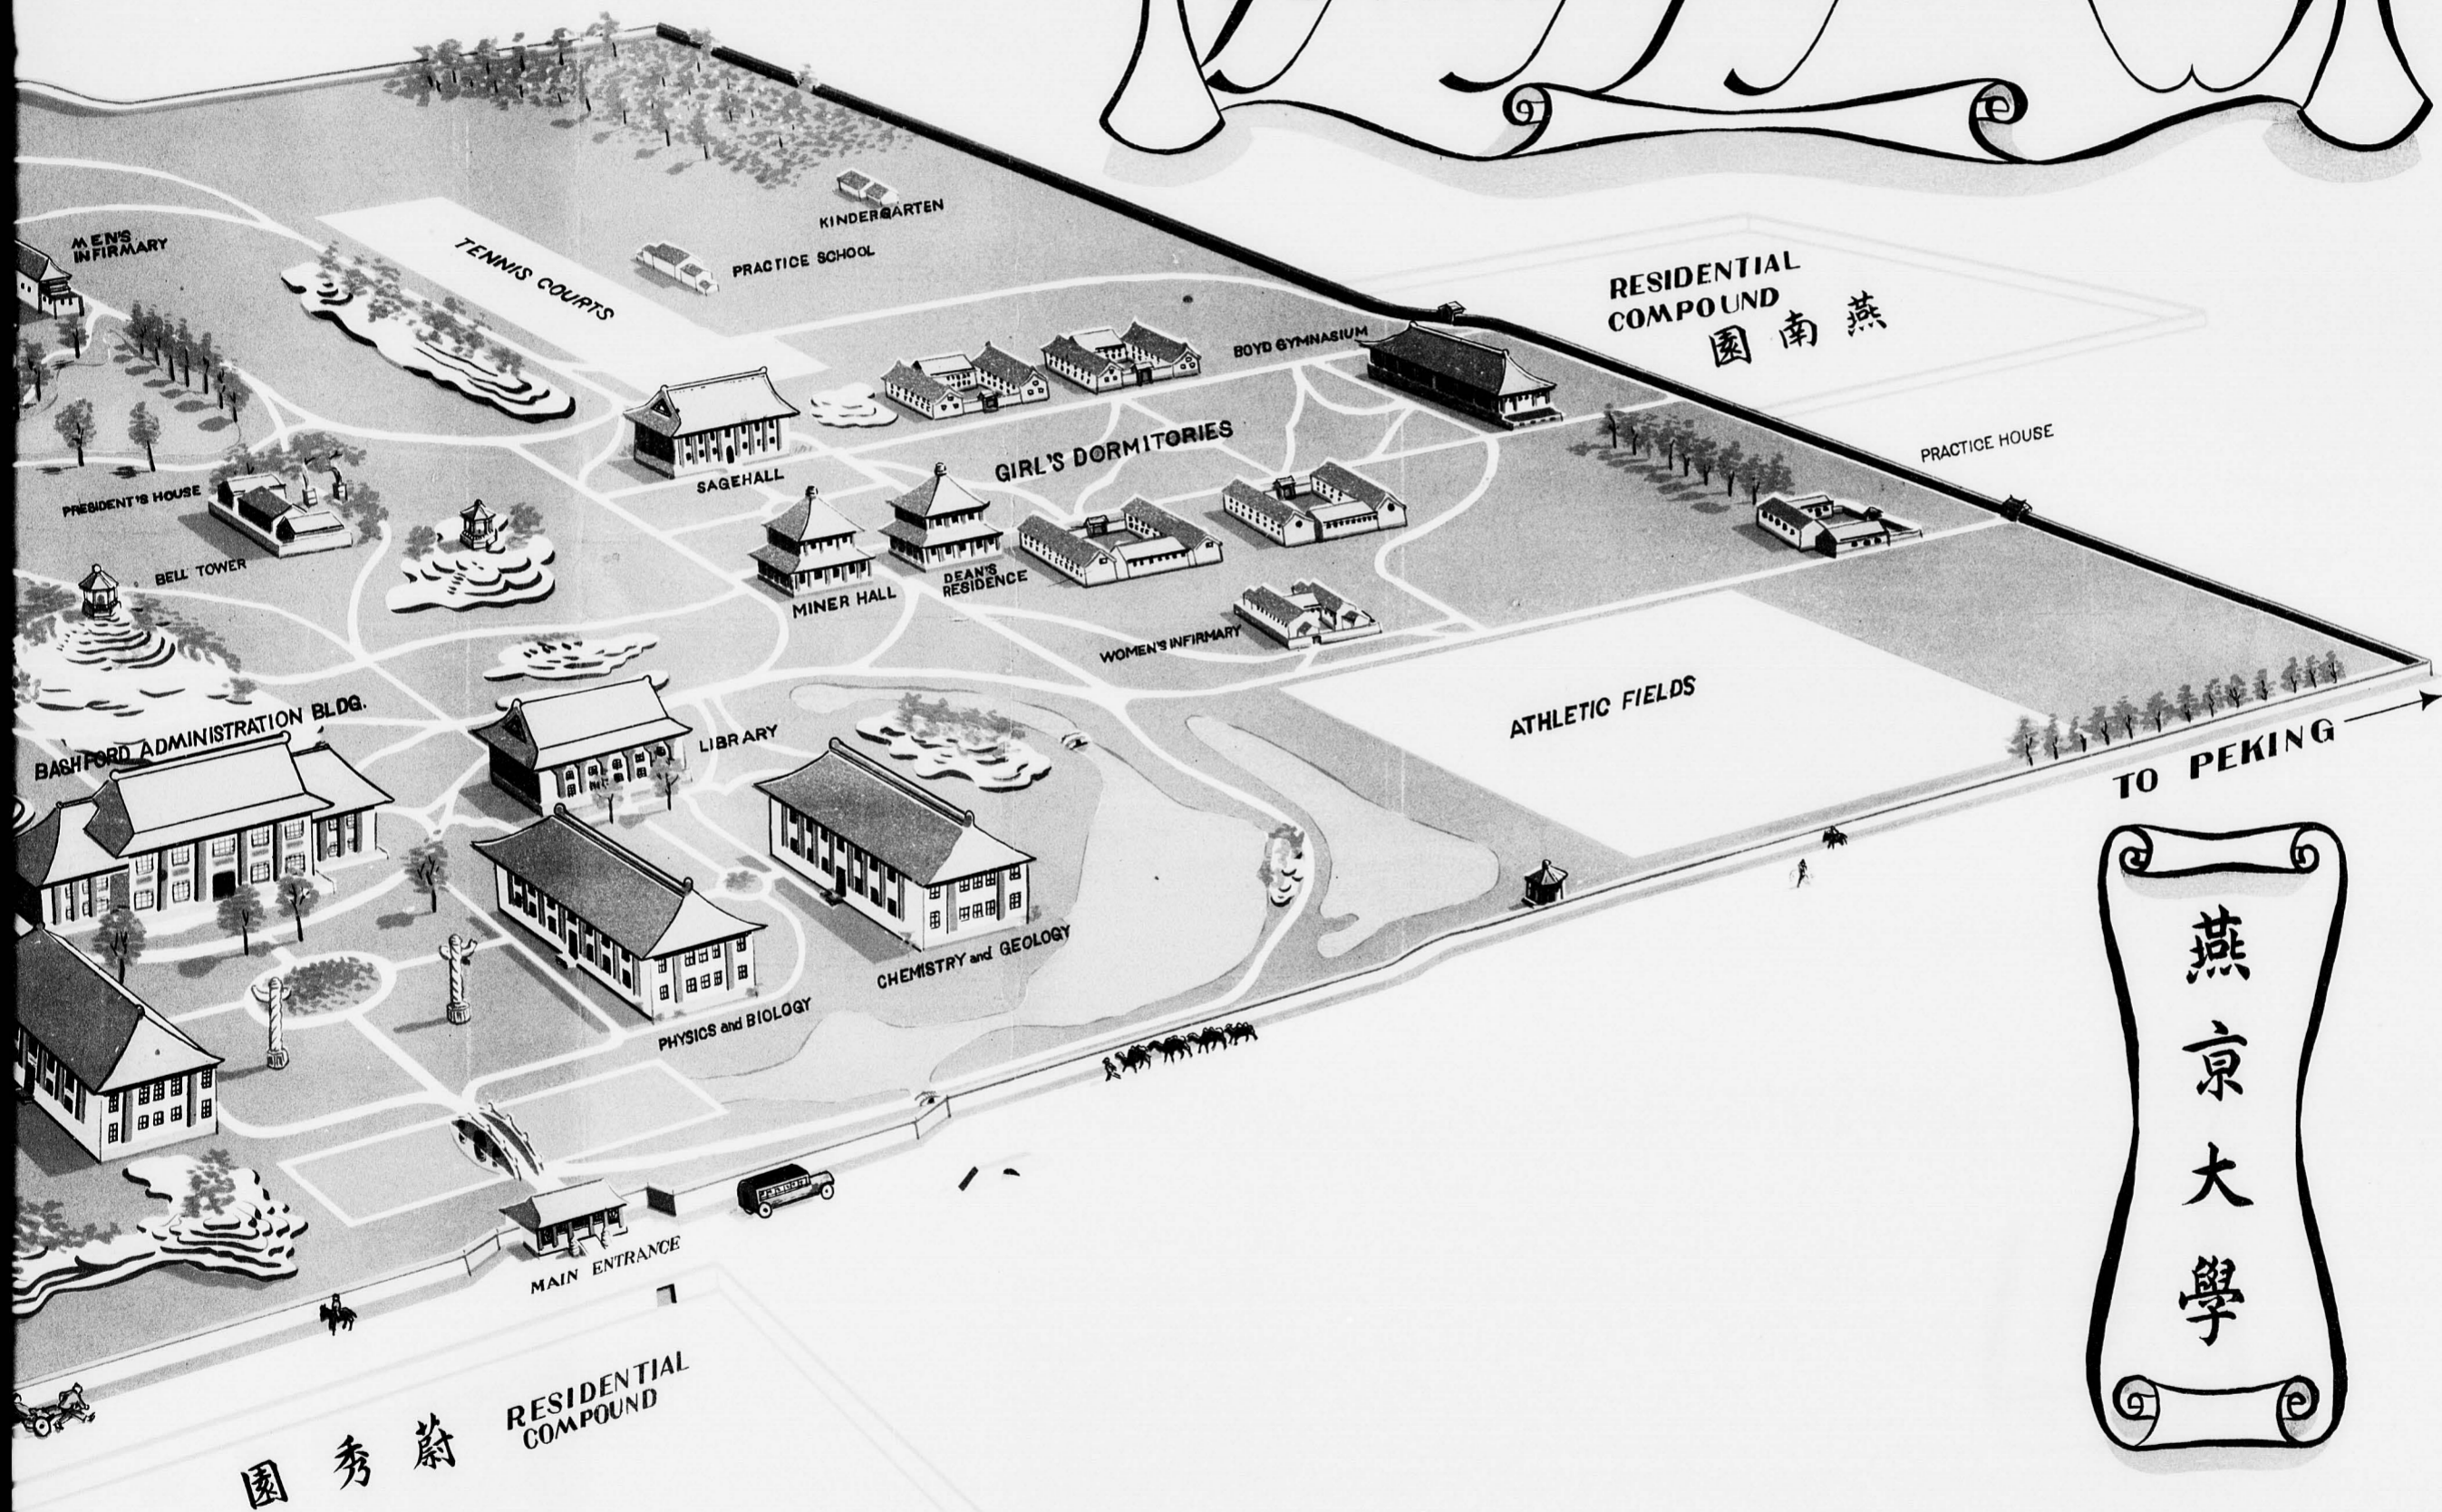 KINDERGARTEN
MEN'S
INFIRMARY
TENNIS COURTS
PRACTICE SCHOOL
RESIDENTIAL
COMPOUND
燕南園
BOYD GYMNASIUM
GIRL'S DORMITORIES
PRACTICE HOUSE
SAGEHALL
PRESIDENT'S HOUSE
BELL TOWER
DEAN'S
RESIDENCE
MINER HALL
WOMEN'S INFIRMARY
ATHLETIC FIELDS
BASHFORD ADMINISTRATION BLDG.
LIBRARY
TO PEKING
CHEMISTRY and GEOLOGY
PHYSICS and BIOLOGY
MAIN ENTRANCE
RESIDENTIAL
COMPOUND
蔚秀園
燕京大學